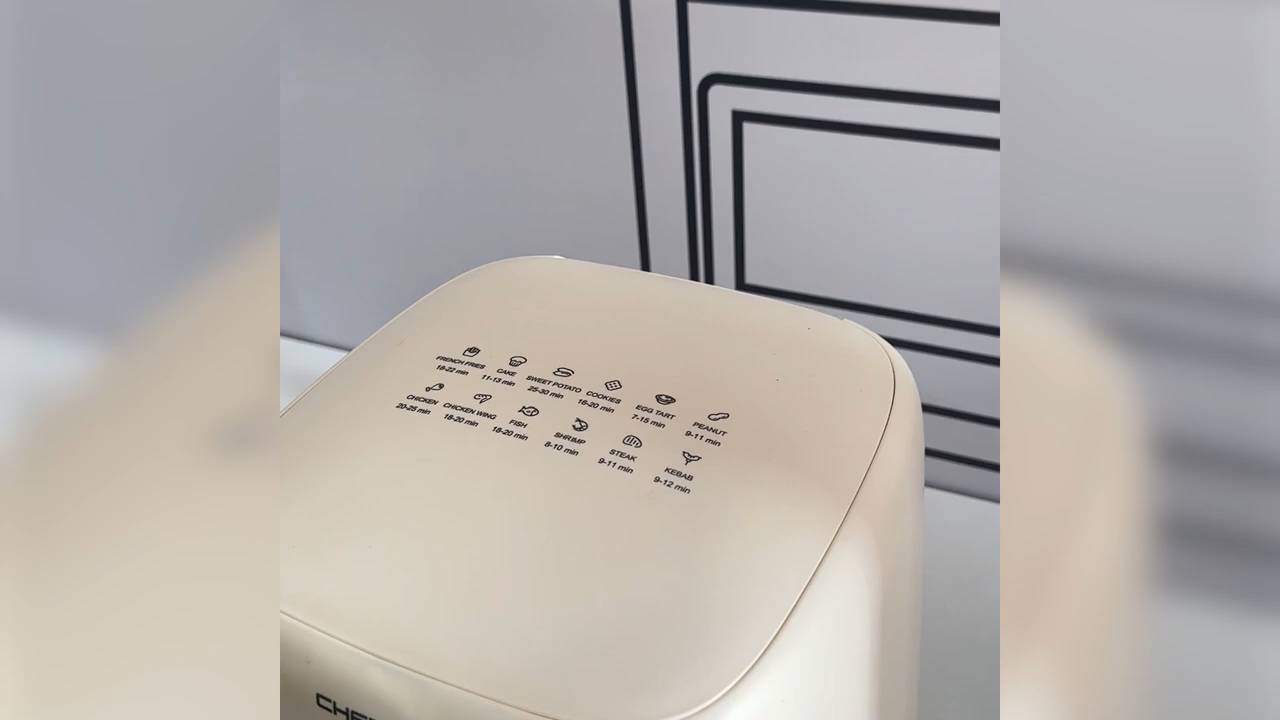 FRENCH FRIES
18-22 min
CAKE
11-13 min
SWEET POTATO
25-30 min
COOKIES
16-20 min
EGG TART
7-15 min
PEANUT
9-11 min
CHICKEN
20-25 min
CHICKEN WING
18-20 min
FISH
18-20 min
SHRIMP
8-10 min
STEAK
9-11 min
KEBAB
9-12 min